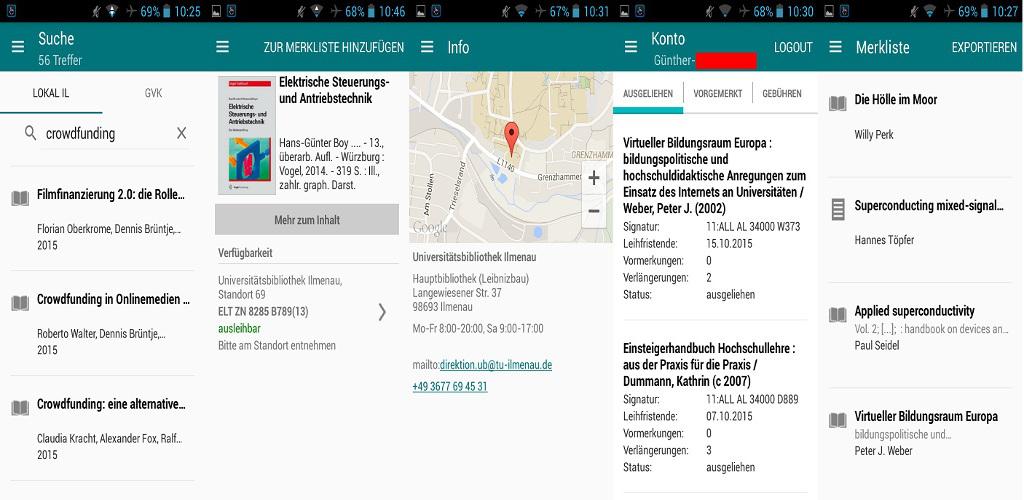 69% 10:25
Suche
56 Treffer
LOKAL IL
GVK
crowdfunding
X
Filmfinanzierung 2.0: die Rolle...
Florian Oberkrome, Dennis Brüntje,...
2015
Crowdfunding in Onlinemedien ...
Roberto Walter, Dennis Brüntje,...
2015
Crowdfunding: eine alternative...
Claudia Kracht, Alexander Fox, Ralf...
2015
68% 10:46
ZUR MERKLISTE HINZUFÜGEN
Elektrische Steuerungs-
und Antriebstechnik
Elektrische
Steuerungs- und
Antriebstechnik
Hans-Günter Boy .... - 13.,
überarb. Aufl. - Würzburg :
Vogel, 2014. - 319 S. : Ill.,
zahlr. graph. Darst.
Mehr zum Inhalt
Verfügbarkeit
Universitätsbibliothek Ilmenau,
Standort 69
ELT ZN 8285 B789(13)
ausleihbar
Bitte am Standort entnehmen
67% 10:31
Info
L1140
GRENZHAMM
Grenzhammer
Am Stollen
Trieselsrand
+
−
Google
Universitätsbibliothek Ilmenau
Hauptbibliothek (Leibnizbau)
Langewiesener Str. 37
98693 Ilmenau
Mo-Fr 8:00-20:00, Sa 9:00-17:00
mailto:direktion.ub@tu-ilmenau.de
+49 3677 69 45 31
68% 10:30
Konto
Günther-
LOGOUT
AUSGELIEHEN
VORGEMERKT
GEBÜHREN
Virtueller Bildungsraum Europa :
bildungspolitische und
hochschuldidaktische Anregungen zum
Einsatz des Internets an Universitäten /
Weber, Peter J. (2002)
Signatur: 11:ALL AL 34000 W373
Leihfristende: 15.10.2015
Vormerkungen: 0
Verlängerungen: 2
Status: ausgeliehen
Einsteigerhandbuch Hochschullehre :
aus der Praxis für die Praxis /
Dummann, Kathrin (c 2007)
Signatur: 11:ALL AL 34000 D889
Leihfristende: 07.10.2015
Vormerkungen: 0
Verlängerungen: 3
Status: ausgeliehen
69% 10:27
Merkliste
EXPORTIEREN
Die Hölle im Moor
Willy Perk
Superconducting mixed-signal...
Hannes Töpfer
Applied superconductivity
Vol. 2; [...]; : handbook on devices an...
Paul Seidel
Virtueller Bildungsraum Europa
bildungspolitische und...
Peter J. Weber